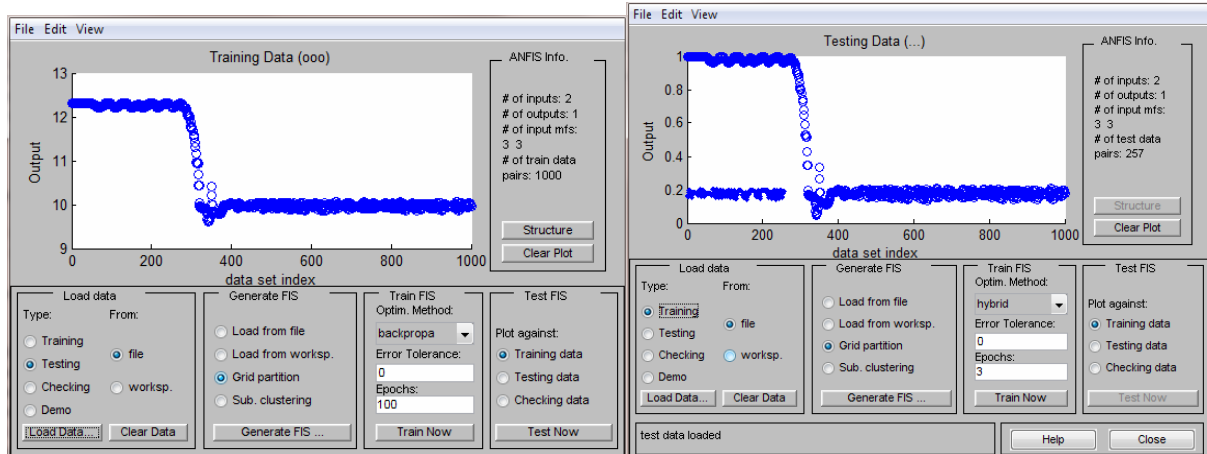 File Edit View
Training Data (ooo)
13
12
11
10
9
Output
0 200 400 600 800 1000
data set index
ANFIS Info.
# of inputs: 2
# of outputs: 1
# of input mfs:
3 3
# of train data
pairs: 1000
Structure
Clear Plot
Load data
Type: From:
Training
Testing
Checking
Demo
file
worksp.
Load Data... Clear Data
Generate FIS
Load from file
Load from worksp.
Grid partition
Sub. clustering
Generate FIS ...
Train FIS
Optim. Method:
backpropa
Error Tolerance:
0
Epochs:
100
Train Now
Test FIS
Plot against:
Training data
Testing data
Checking data
Test Now
File Edit View
Testing Data (...)
1
0.8
0.6
0.4
0.2
0
Output
0 200 400 600 800 1000
data set index
ANFIS Info.
# of inputs: 2
# of outputs: 1
# of input mfs:
3 3
# of test data
pairs: 257
Structure
Clear Plot
Load data
Type: From:
Training
Testing
Checking
Demo
file
worksp.
Load Data... Clear Data
Generate FIS
Load from file
Load from worksp.
Grid partition
Sub. clustering
Generate FIS ...
Train FIS
Optim. Method:
hybrid
Error Tolerance:
0
Epochs:
3
Train Now
Test FIS
Plot against:
Training data
Testing data
Checking data
Test Now
test data loaded
Help Close